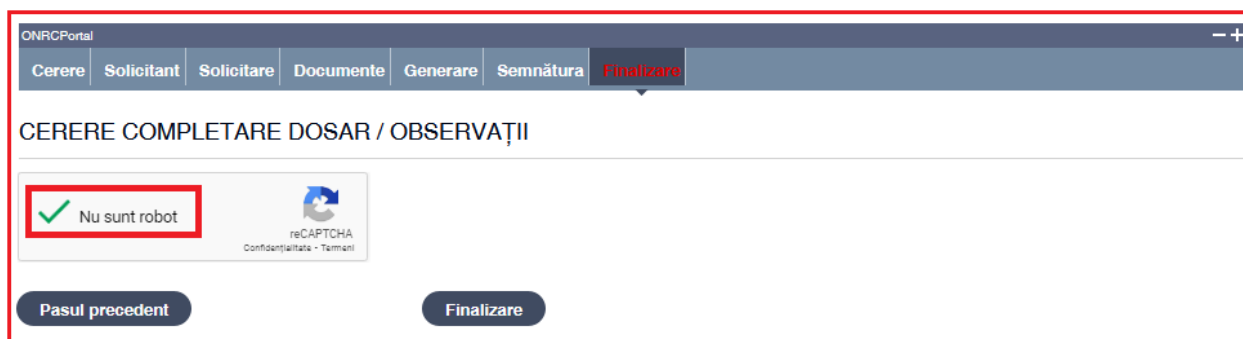 ONRCPortal
Cerere Solicitant Solicitare Documente Generare Semnătura Finalizare
CERERE COMPLETARE DOSAR / OBSERVAȚII
Nu sunt robot
reCAPTCHA
Confidențialitate - Termeni
Pasul precedent Finalizare